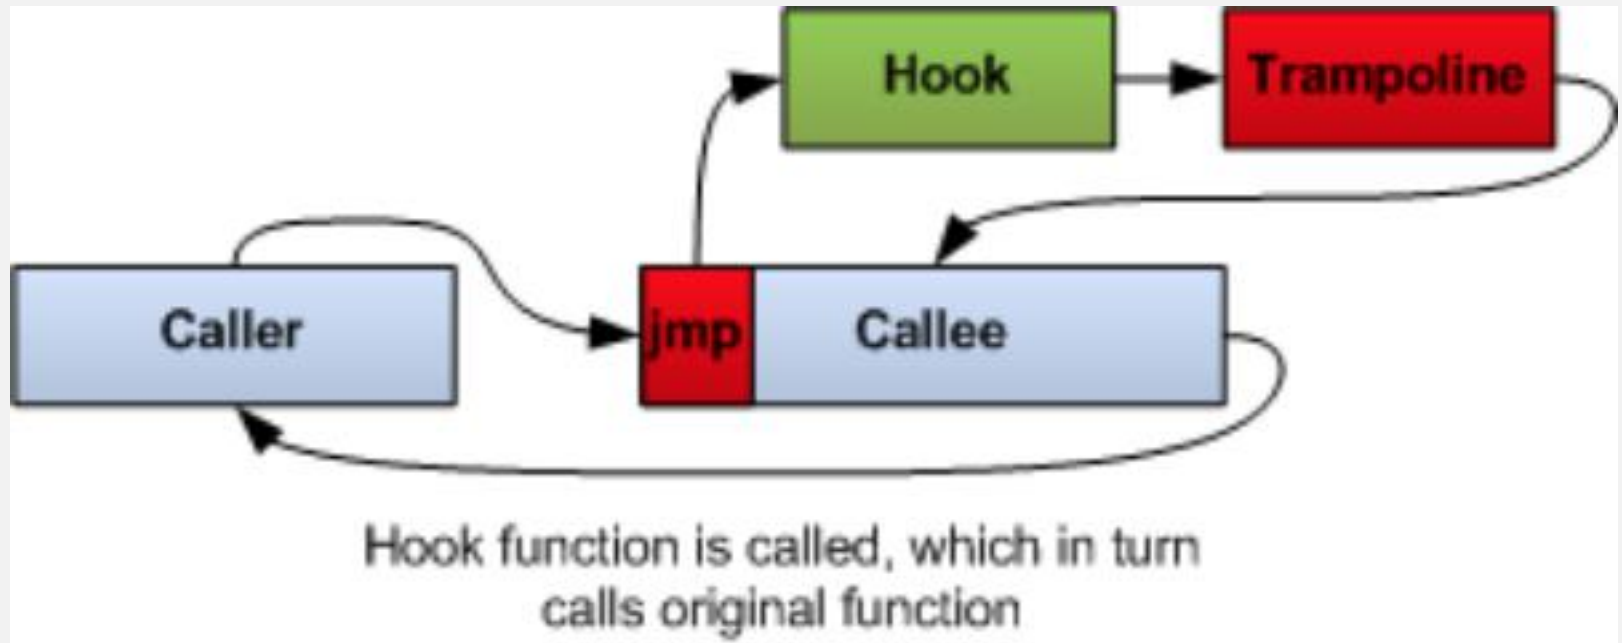 Hook
Trampoline
Caller
jmp
Callee
Hook function is called, which in turn
calls original function